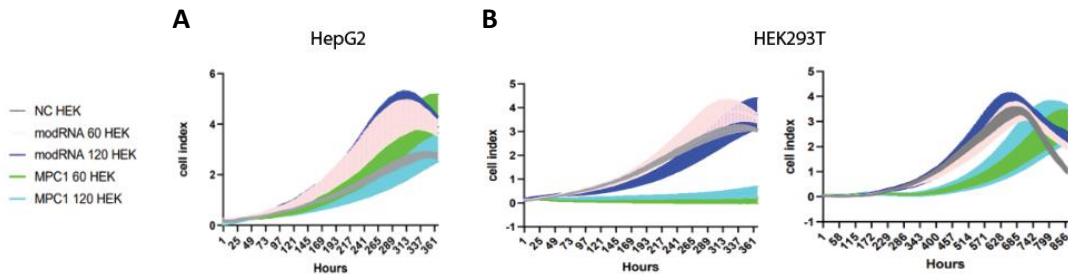 A
B
HepG2
HEK293T
NC HEK
modRNA 60 HEK
modRNA 120 HEK
MPC1 60 HEK
MPC1 120 HEK
cell index
6
4
2
0
1 25 49 73 97 121 145 169 193 217 241 265 289 313 337 361
Hours
cell index
5
4
3
2
1
0
-1
1 25 49 73 97 121 145 169 193 217 241 265 289 313 337 361
Hours
cell index
5
4
3
2
1
0
-1
1 58 115 172 229 286 343 400 457 514 571 628 685 742 799 856
Hours